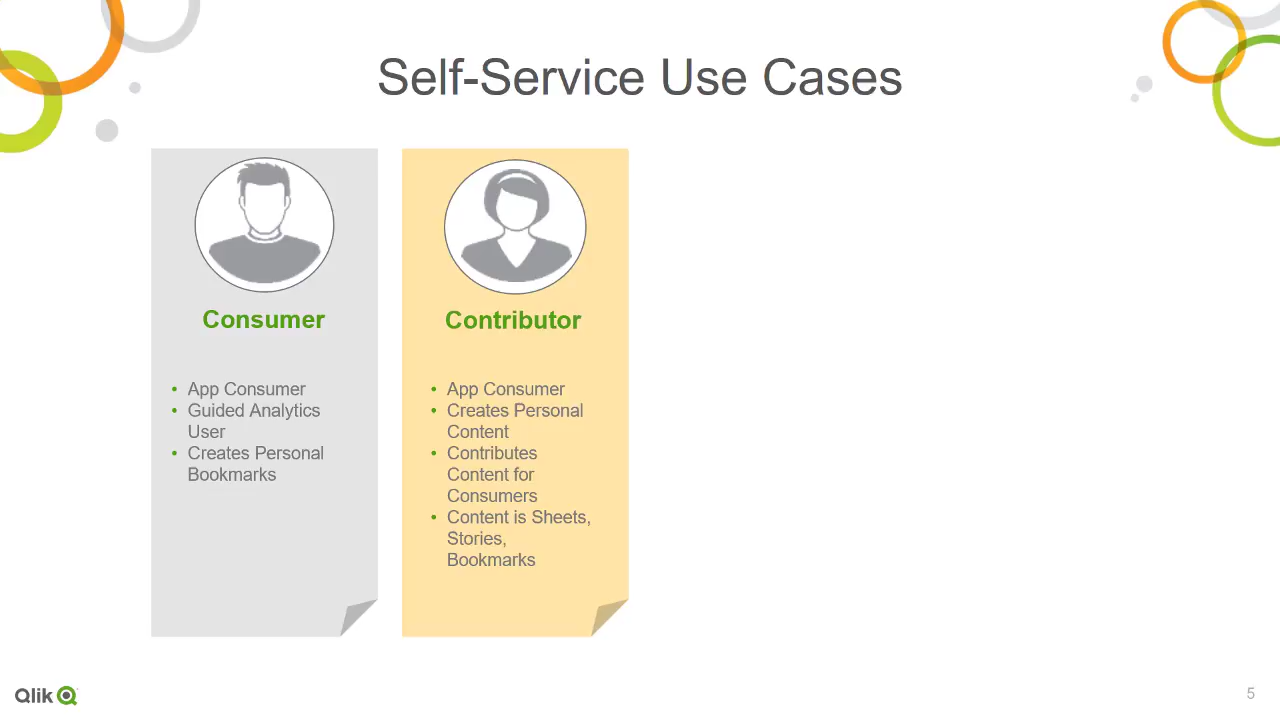 Self-Service Use Cases
Consumer
• App Consumer
• Guided Analytics
User
• Creates Personal
Bookmarks
Contributor
• App Consumer
• Creates Personal
Content
• Contributes
Content for
Consumers
• Content is Sheets,
Stories,
Bookmarks
Qlik
5